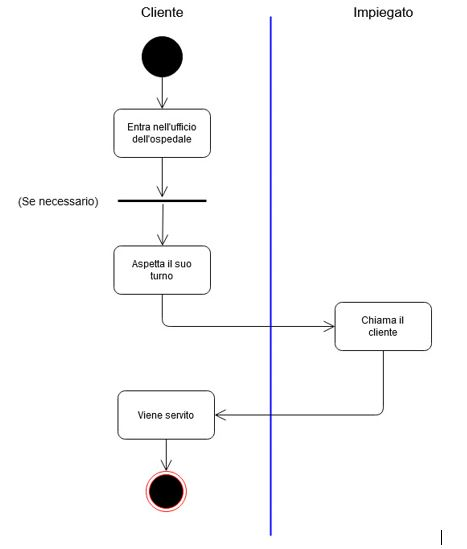 Cliente
Impiegato
Entra nell'ufficio
dell'ospedale
(Se necessario)
Aspetta il suo
turno
Chiama il
cliente
Viene servito